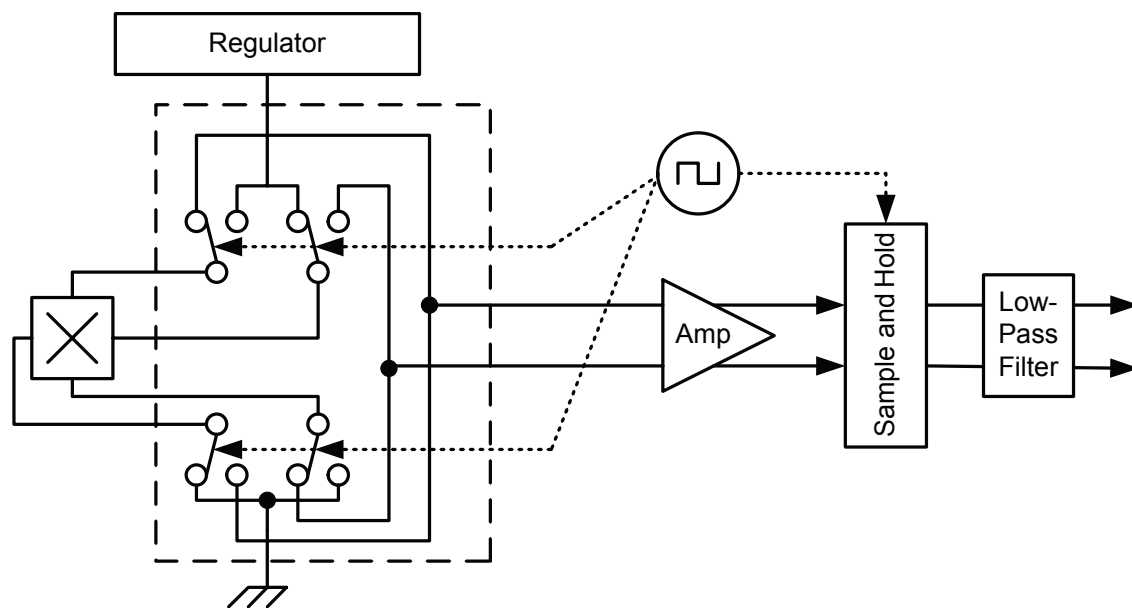 Regulator
Amp
Sample and Hold
Low-
Pass
Filter